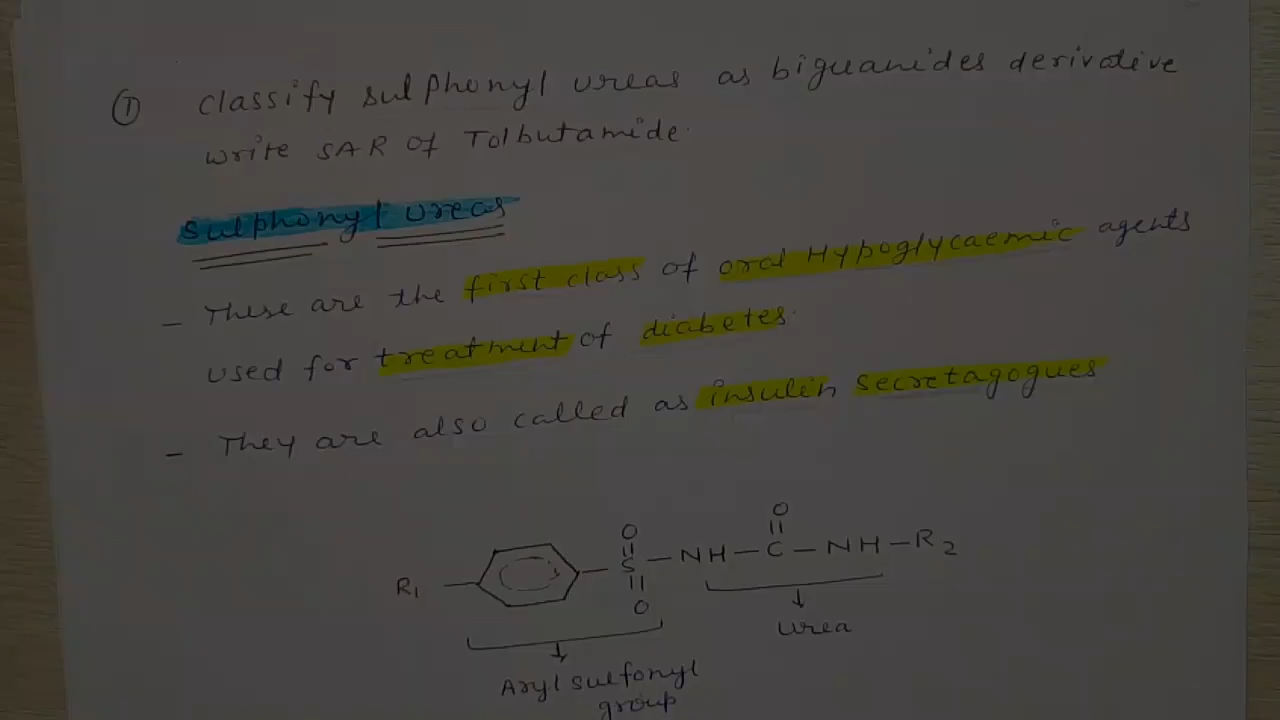 ① Classify sulphonyl ureas as biguanides derivative
write SAR of Tolbutamide.
Sulphonyl ureas
- These are the first class of oral Hypoglycaemic agents
used for treatment of diabetes.
- They are also called as insulin secretagogues
O O
R1 S - NH - C - NH - R2
O
Urea
Aryl sulfonyl
group